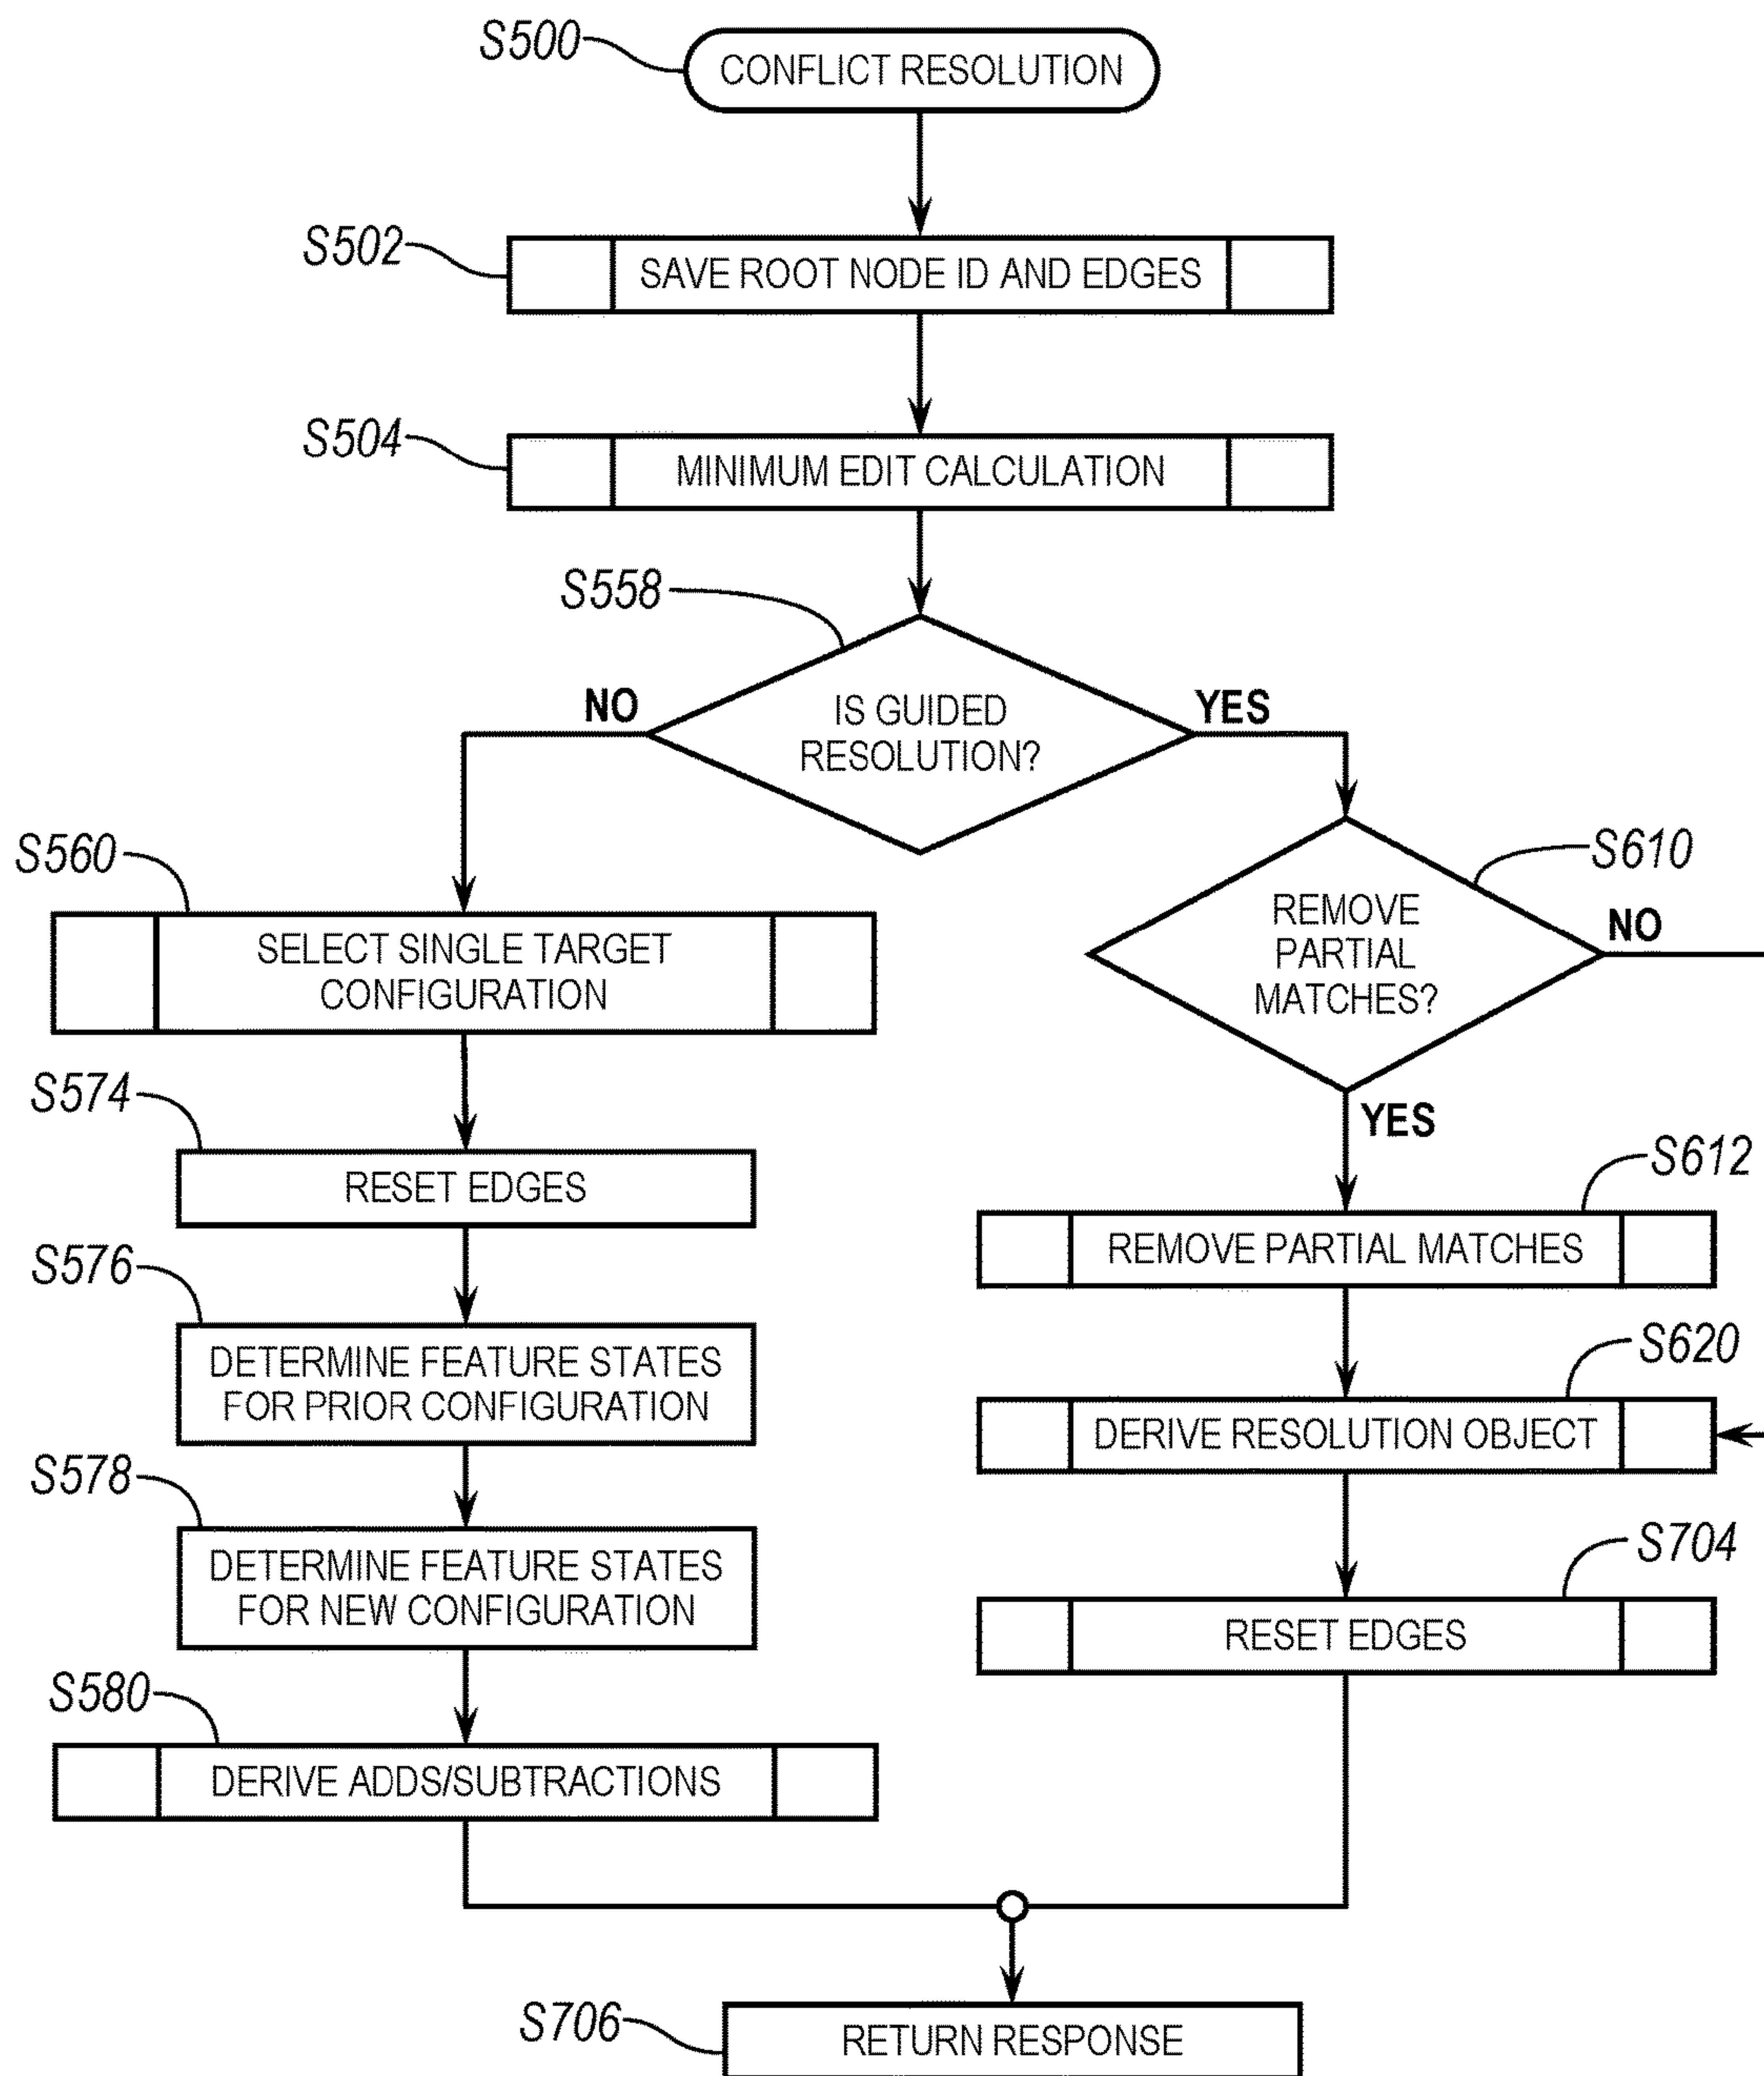 S500
CONFLICT RESOLUTION
S502
SAVE ROOT NODE ID AND EDGES
S504
MINIMUM EDIT CALCULATION
S558
IS GUIDED
RESOLUTION?
NO
YES
S560
SELECT SINGLE TARGET
CONFIGURATION
S610
REMOVE
PARTIAL
MATCHES?
NO
YES
S574
RESET EDGES
S612
REMOVE PARTIAL MATCHES
S576
DETERMINE FEATURE STATES
FOR PRIOR CONFIGURATION
S620
DERIVE RESOLUTION OBJECT
S578
DETERMINE FEATURE STATES
FOR NEW CONFIGURATION
S704
RESET EDGES
S580
DERIVE ADDS/SUBTRACTIONS
S706
RETURN RESPONSE